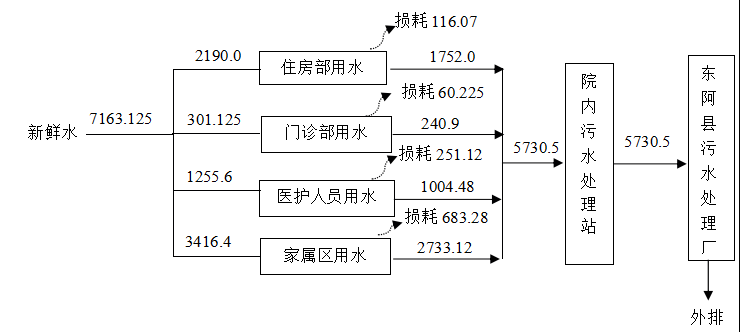 损耗 116.07
2190.0
住房部用水
1752.0
损耗 60.225
新鲜水
7163.125
301.125
门诊部用水
240.9
损耗 251.12
1255.6
医护人员用水
1004.48
损耗 683.28
3416.4
家属区用水
2733.12
5730.5
院内污水处理站
5730.5
东阿县污水处理厂
外排